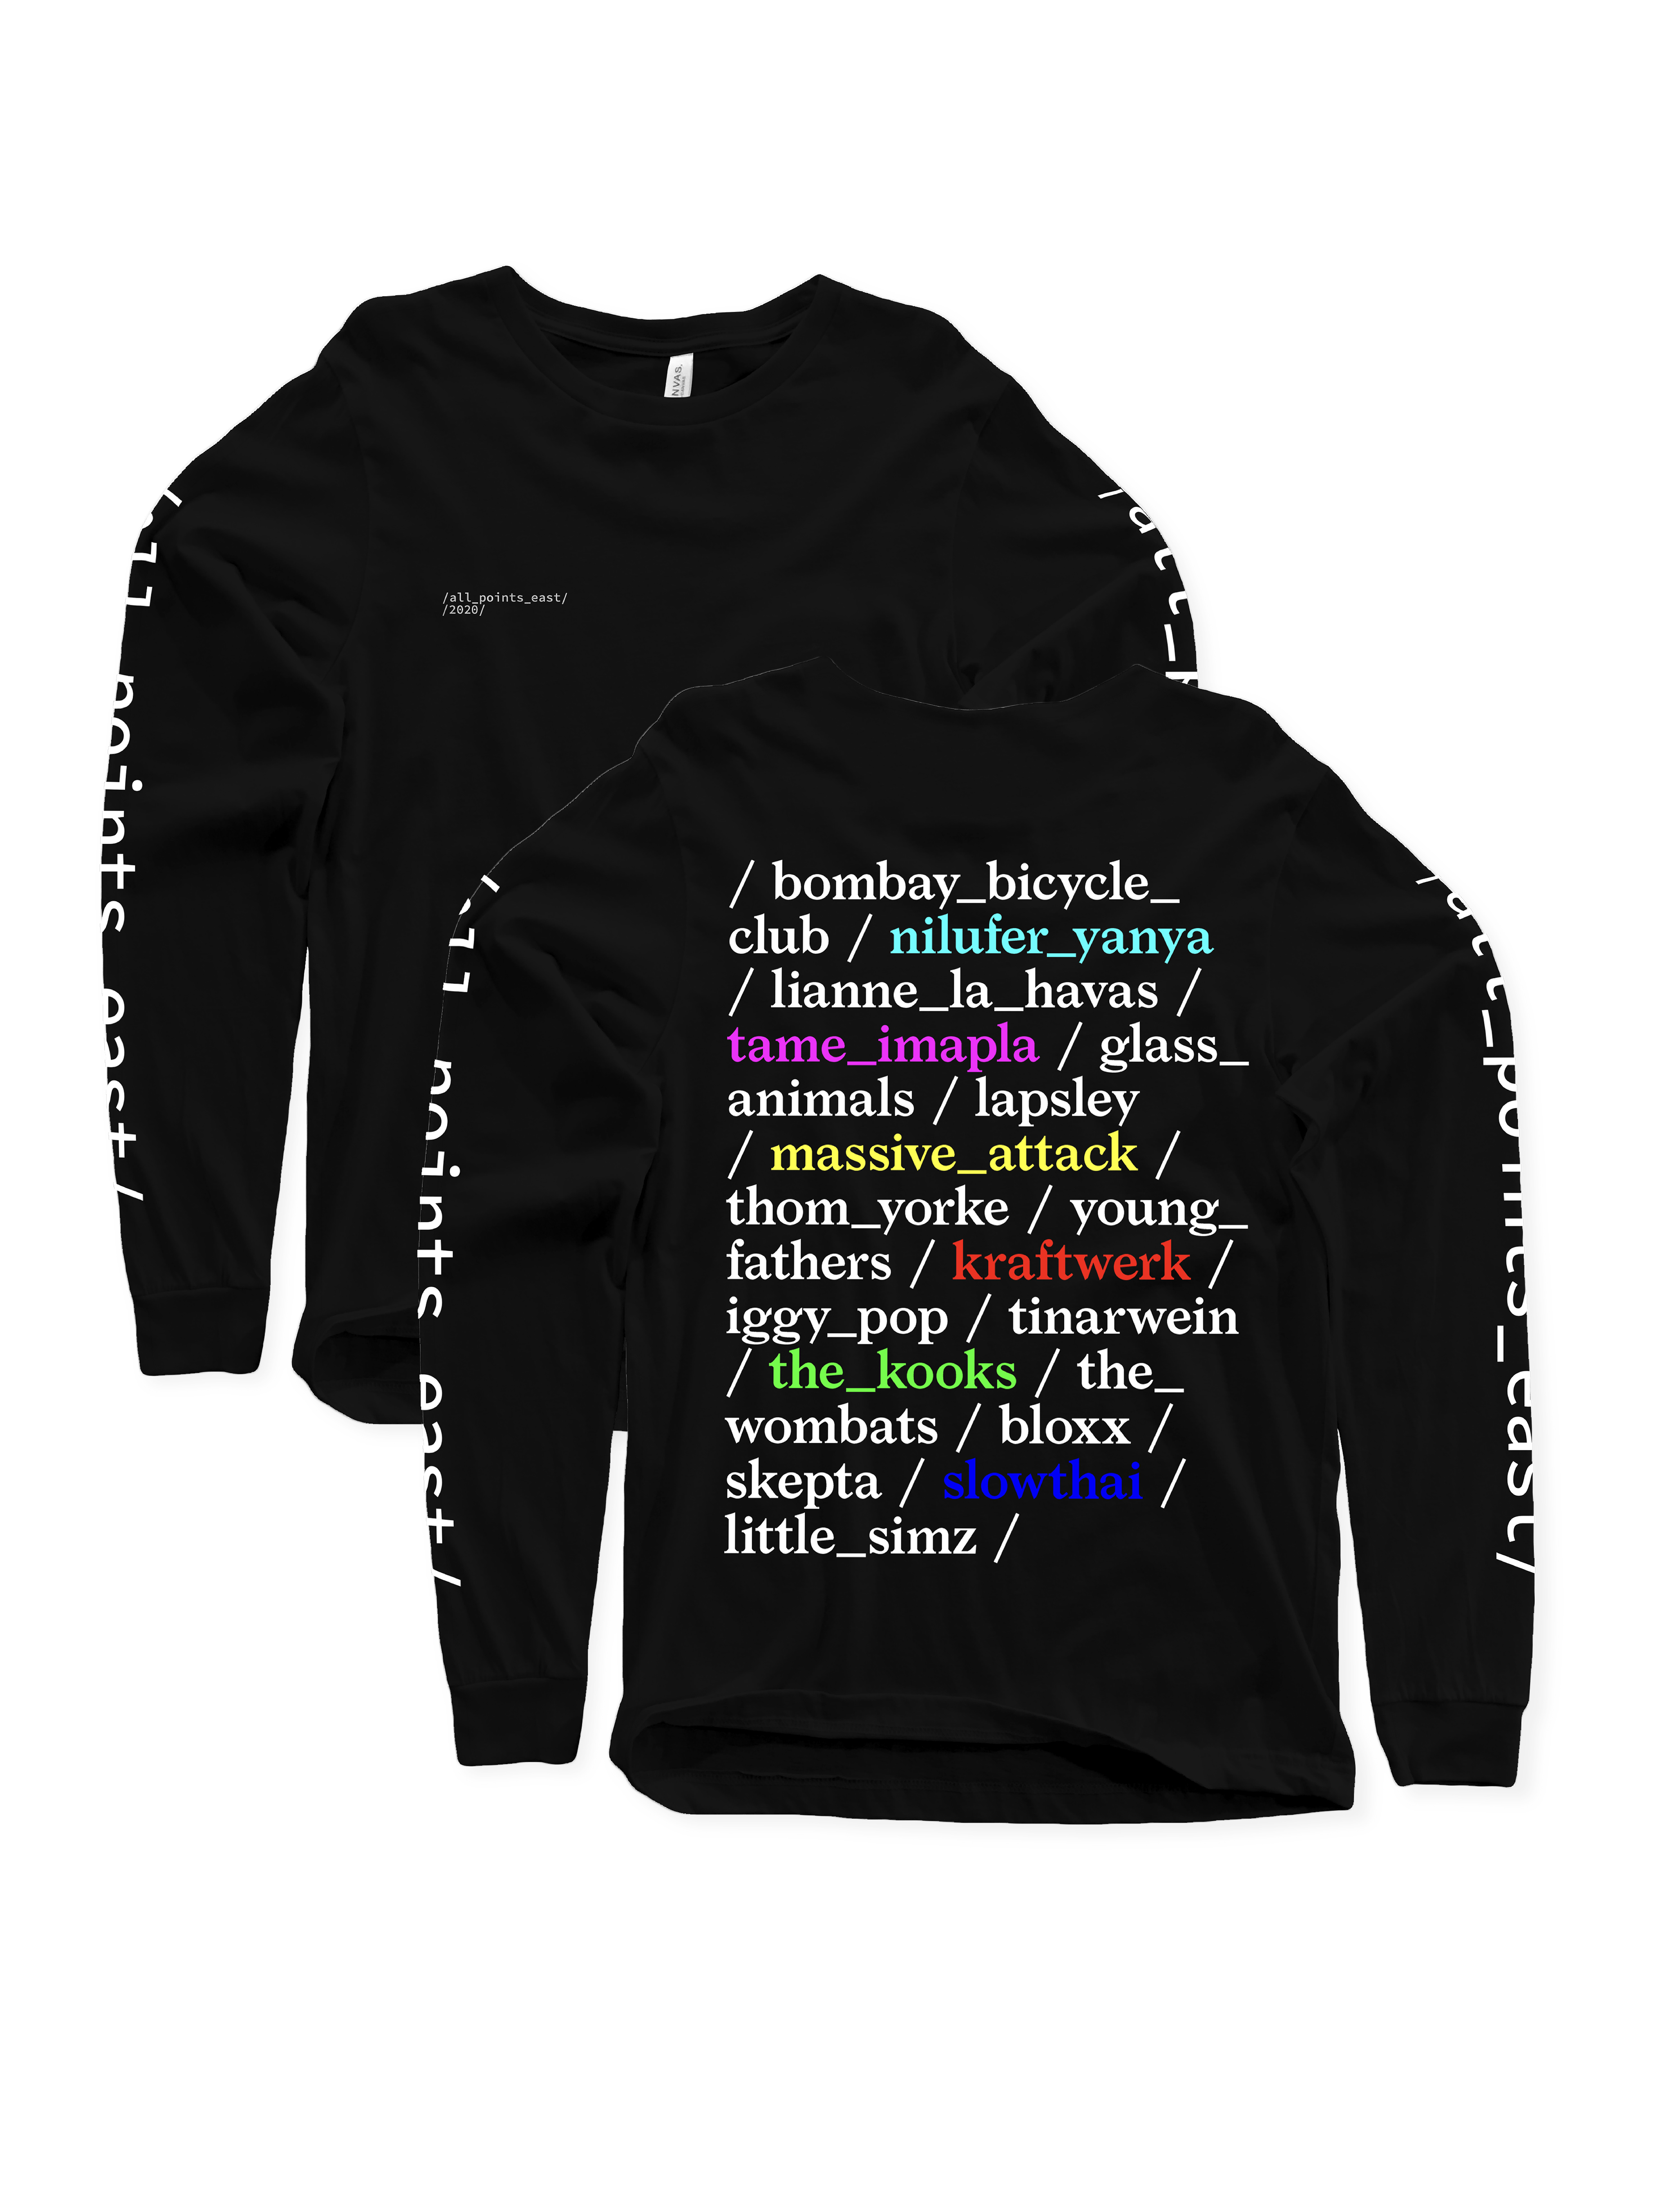 NVAS.
/all_points_east/
/2020/
/all_points_east/
/ bombay_bicycle_
club / nilufer_yanya
/ lianne_la_havas /
tame_imapla / glass_
animals / lapsley
/ massive_attack /
thom_yorke / young_
fathers / kraftwerk /
iggy_pop / tinarwein
/ the_kooks / the_
wombats / bloxx /
skepta / slowthai /
little_simz /
/all_points_east/
/all_points_east/